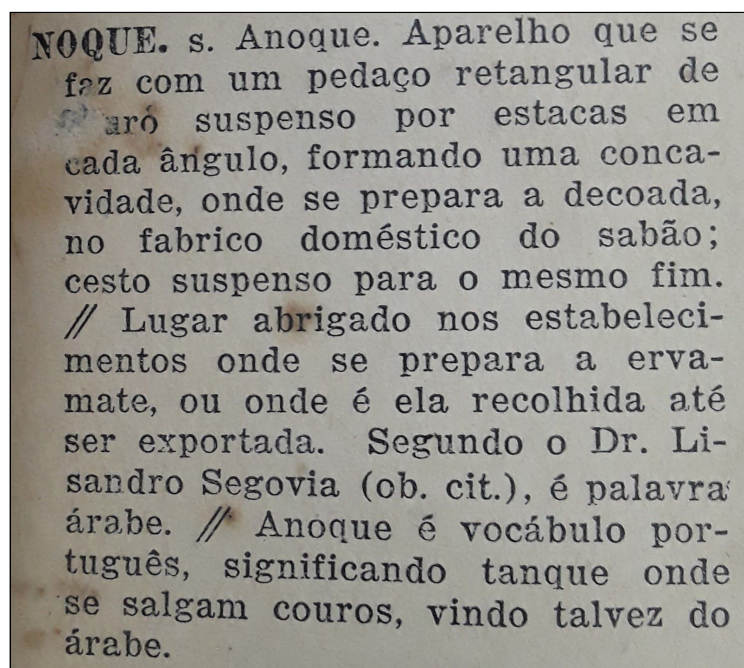 NOQUE. s. Anoque. Aparelho que se
faz com um pedaço retangular de
suspenso por estacas em
cada ângulo, formando uma conca-
vidade, onde se prepara a decoada,
no fabrico doméstico do sabão;
cesto suspenso para o mesmo fim.
// Lugar abrigado nos estabeleci-
mentos onde se prepara a erva-
mate, ou onde é ela recolhida até
ser exportada. Segundo o Dr. Li-
sandro Segovia (ob. cit.), é palavra
árabe. // Anoque é vocábulo por-
tuguês, significando tanque onde
se salgam couros, vindo talvez do
árabe.